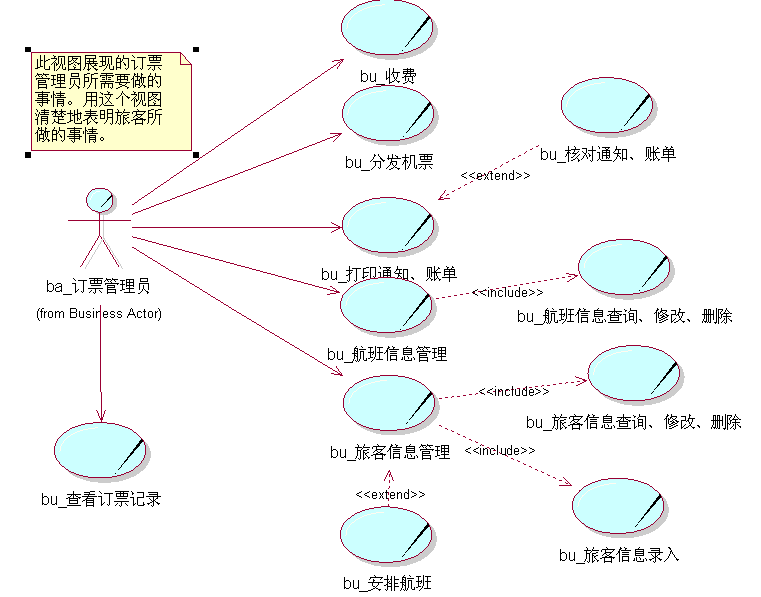 此视图展现的订票
管理员所需要做的
事情。用这个视图
清楚地表明旅客所
做的事情。
bu_收费
bu_分发机票
bu_核对通知、账单
<<extend>>
bu_打印通知、账单
ba_订票管理员
(from Business Actor)
<<include>>
bu_航班信息查询、修改、删除
bu_航班信息管理
<<include>>
bu_旅客信息查询、修改、删除
bu_旅客信息管理
<<include>>
bu_查看订票记录
<<extend>>
bu_旅客信息录入
bu_安排航班